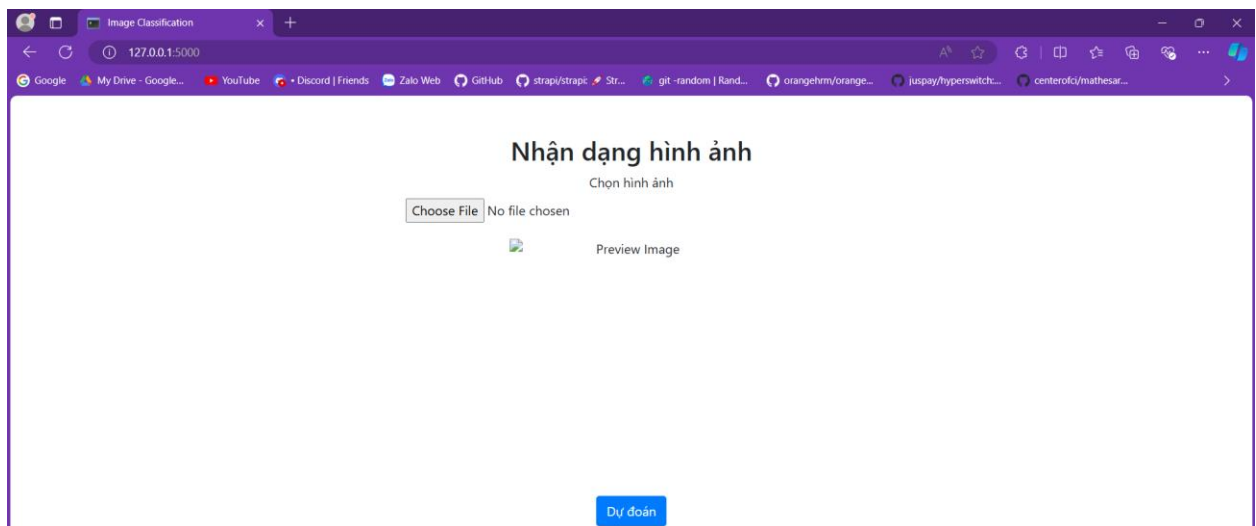 Image Classification
127.0.0.1:5000
Google My Drive - Google... YouTube • Discord | Friends Zalo Web GitHub strapi/strapi: 🚀 Str... git -random | Rand... orangehrm/orange... juspay/hyperswitch:... centerofci/mathesar...
Nhận dạng hình ảnh
Chọn hình ảnh
Choose File No file chosen
Preview Image
Dự đoán